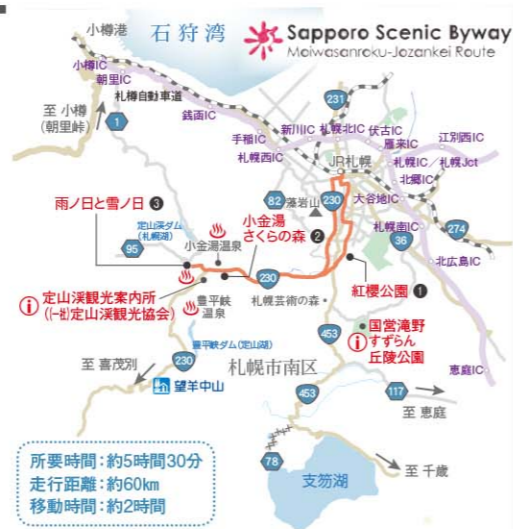 小樽港
石狩湾
Sapporo Scenic Byway
Moiwasanroku-Jozankei Route
小樽IC
朝里IC
札樽自動車道
銭函IC
至 小樽
(朝里峠)
1
231
手稲IC
新川IC
札幌北IC
伏古IC
雁来IC
江別西IC
札幌西IC
JR札幌
札幌IC
札幌Jct
北郷IC
大谷地IC
雨ノ日と雪ノ日 3
82
藻岩山
230
札幌南IC
274
定山渓ダム
(札幌湖)
小金湯
さくらの森
2
36
95
小金湯温泉
北広島IC
230
紅櫻公園 1
定山渓観光案内所
((一社)定山渓観光協会)
豊平峡
温泉
札幌芸術の森
453
国営滝野
すずらん
丘陵公園
豊平峡ダム(定山湖)
至 喜茂別
230
札幌市南区
恵庭IC
望羊中山
453
117
至 恵庭
所要時間:約5時間30分
走行距離:約60km
移動時間:約2時間
78
支笏湖
至 千歳